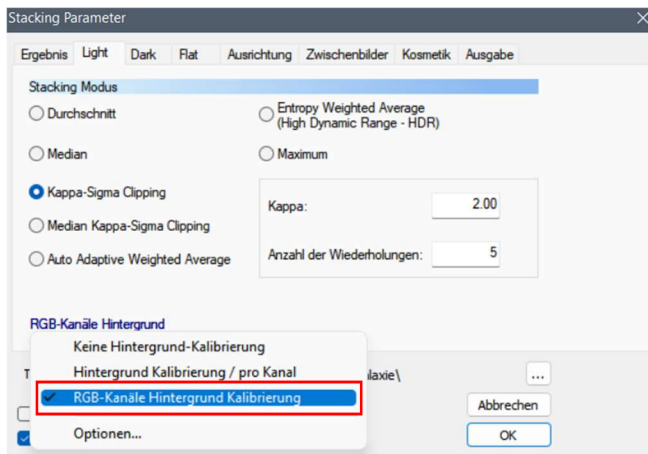 Stacking Parameter
Ergebnis Light Dark Flat Ausrichtung Zwischenbilder Kosmetik Ausgabe
Stacking Modus
Durchschnitt
Entropy Weighted Average
(High Dynamic Range - HDR)
Median
Maximum
Kappa-Sigma Clipping
Kappa: 2.00
Median Kappa-Sigma Clipping
Auto Adaptive Weighted Average
Anzahl der Wiederholungen: 5
RGB-Kanäle Hintergrund
Keine Hintergrund-Kalibrierung
Hintergrund Kalibrierung / pro Kanal
...
RGB-Kanäle Hintergrund Kalibrierung
Abbrechen
Optionen...
OK